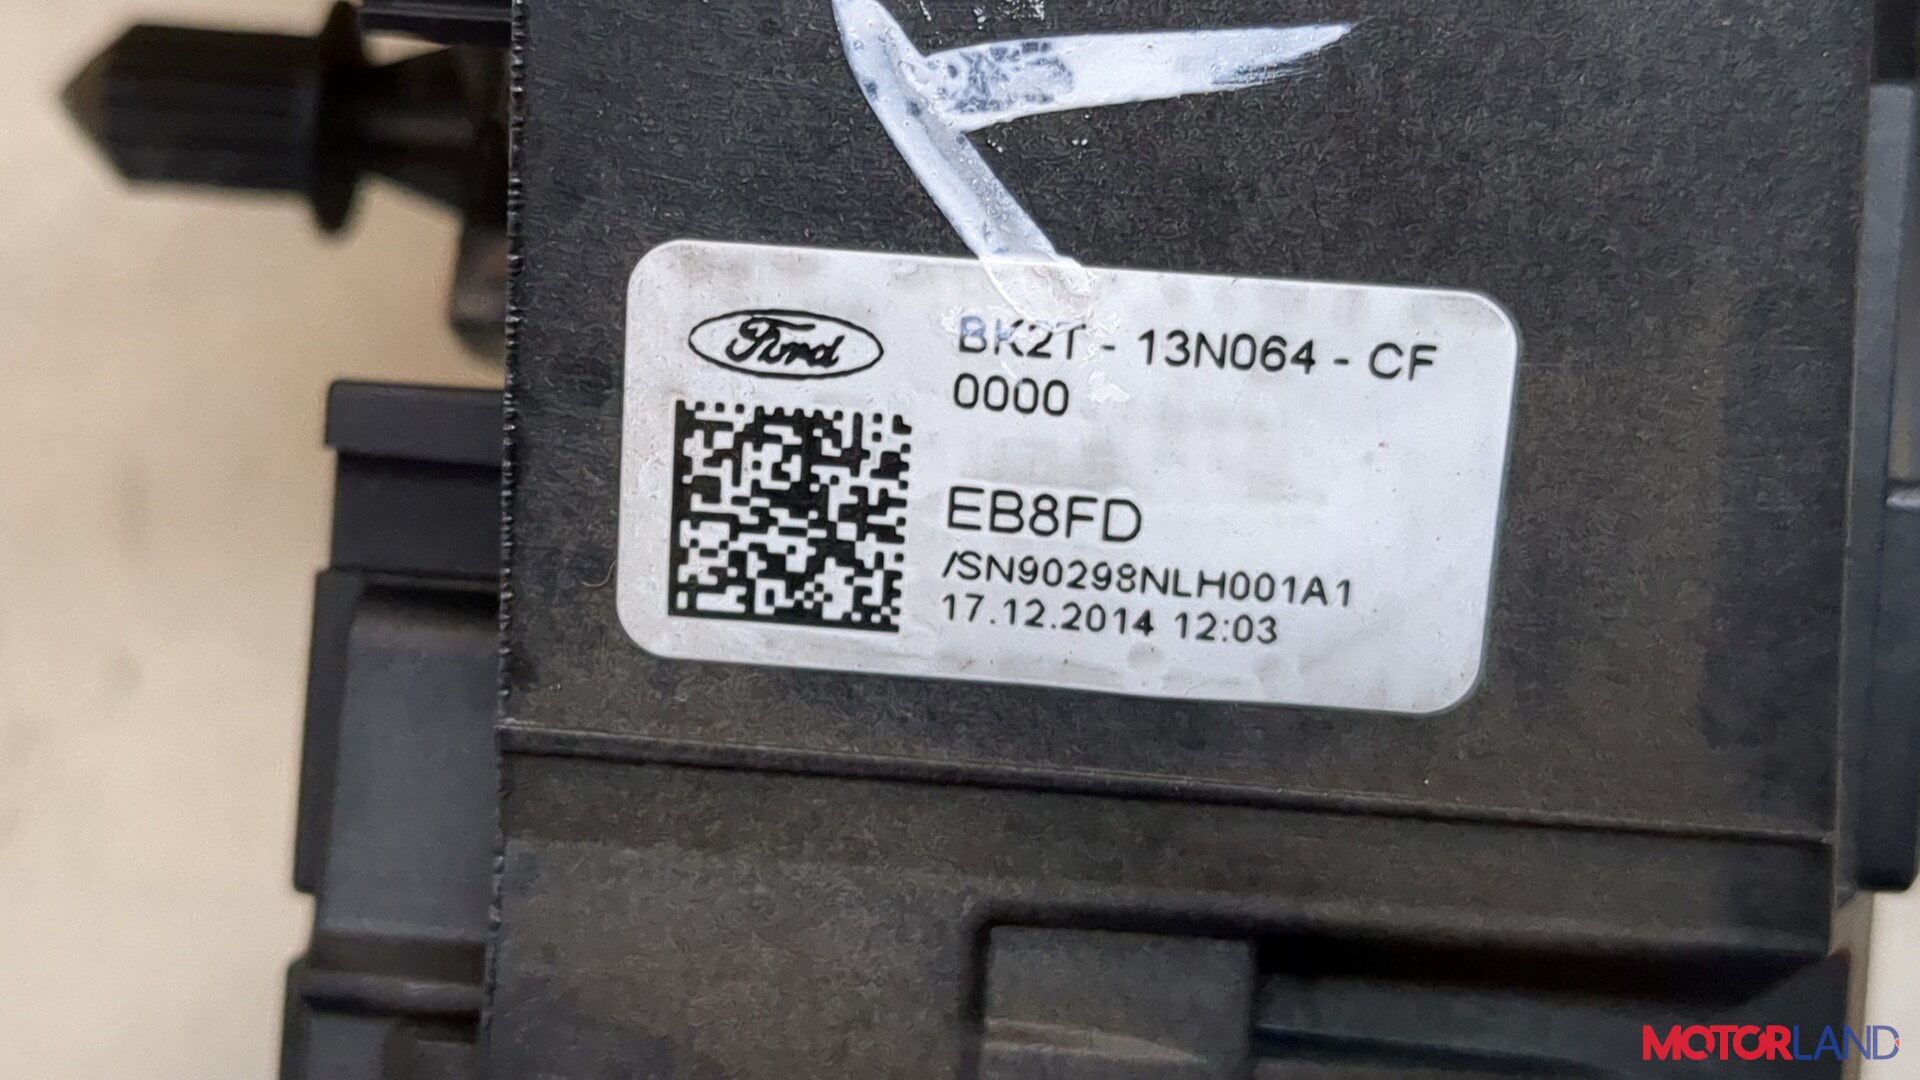 Ford
BK2T - 13N064 - CF
0000
EB8FD
/SN90298NLH001A1
17.12.2014 12:03
MOTORLAND